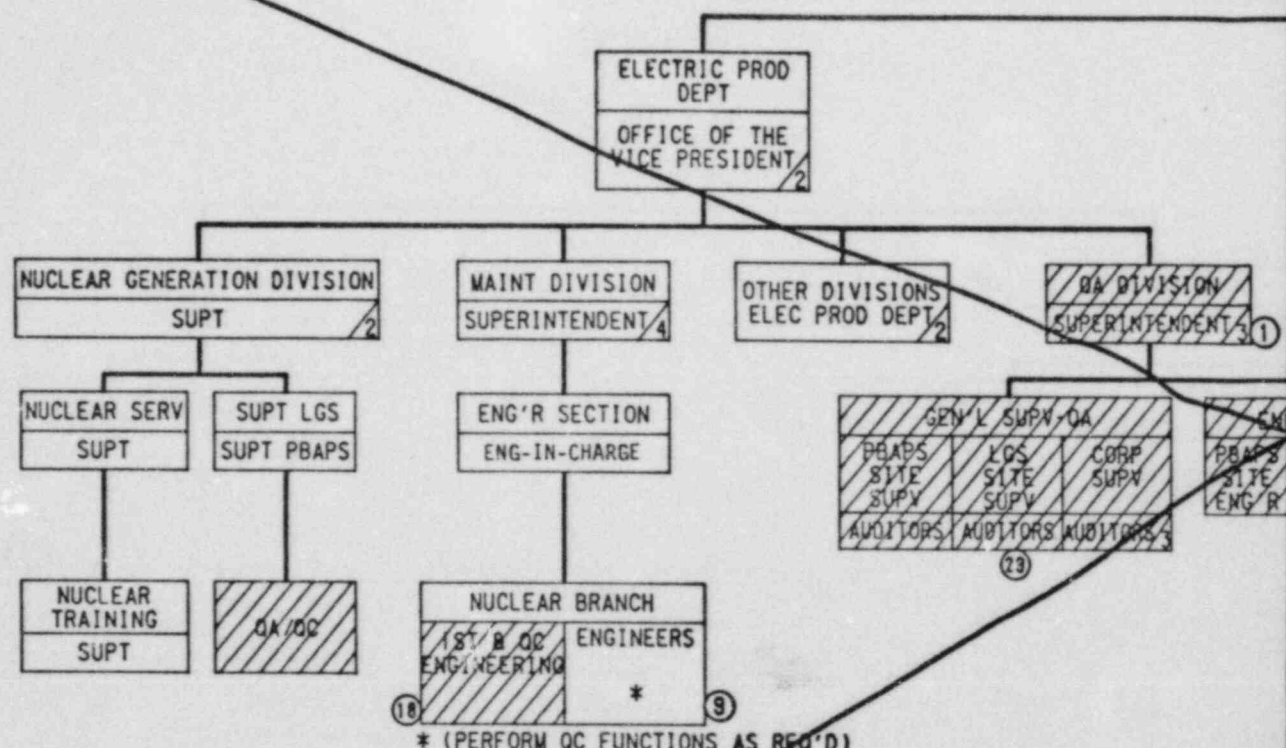 ELECTRIC PROD
DEPT
OFFICE OF THE
VICE PRESIDENT
2
NUCLEAR GENERATION DIVISION
SUPT
2
MAINT DIVISION
SUPERINTENDENT
4
OTHER DIVISIONS
ELEC PROD DEPT
2
QA DIVISION
SUPERINTENDENT
3
1
NUCLEAR SERV
SUPT
SUPT LGS
SUPT PBAPS
ENG'R SECTION
ENG-IN-CHARGE
GEN'L SUPV-QA
PBAPS
SITE
SUPV
AUDITORS
LGS
SITE
SUPV
AUDITORS
CORP
SUPV
AUDITORS
3
23
EN
PBAPS
SITE
ENG R
NUCLEAR
TRAINING
SUPT
QA/QC
NUCLEAR BRANCH
IST & QC
ENGINEERING
18
ENGINEERS
*
9
* (PERFORM QC FUNCTIONS AS REQ'D)